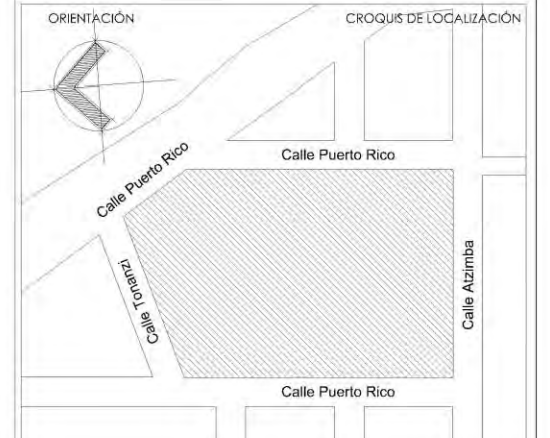 ORIENTACIÓN
CROQUIS DE LOCALIZACIÓN
Calle Puerto Rico
Calle Puerto Rico
Calle Tonanzi
Calle Atzimba
Calle Puerto Rico